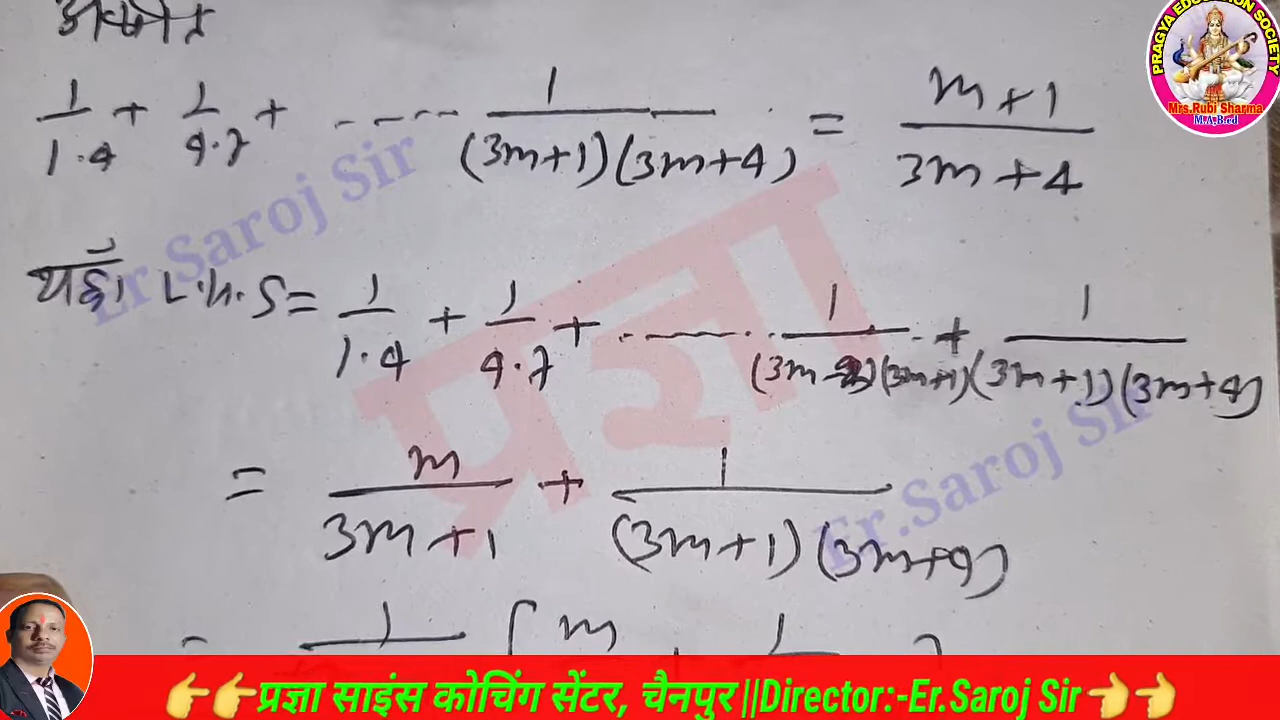 अर्थात
1/1.4 + 1/4.7 + ---- 1/(3m+1)(3m+4) = m+1/3m+4
यहाँ L.H.S = 1/1.4 + 1/4.7 + ------ 1/(3m-2)(3m+1) + 1/(3m+1)(3m+4)
= m/3m+1 + 1/(3m+1)(3m+4)
PRAGYA EDUCATION SOCIETY
Mrs.Rubi Sharma
M.A,B.ed
Er.Saroj Sir
प्रज्ञा
Er.Saroj Sir
👉👉प्रज्ञा साइंस कोचिंग सेंटर, चैनपुर||Director:-Er.Saroj Sir👈👈